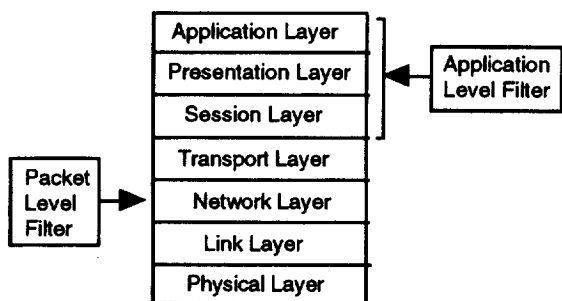 Application Layer
Presentation Layer
Session Layer
Transport Layer
Network Layer
Link Layer
Physical Layer
Application
Level Filter
Packet
Level
Filter